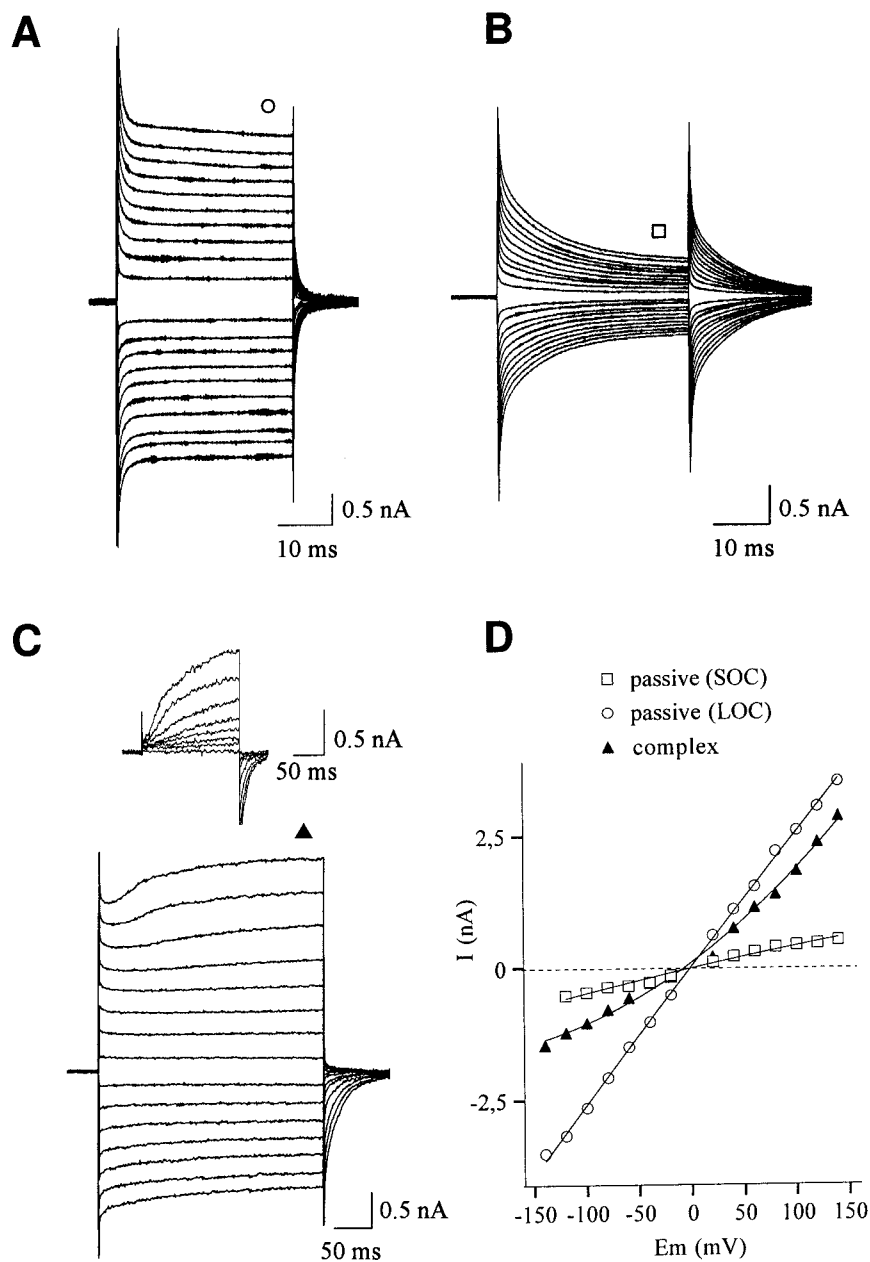 A
B
0.5 nA
10 ms
0.5 nA
10 ms
C
D
0.5 nA
50 ms
passive (SOC)
passive (LOC)
complex
2,5
0
-2,5
I (nA)
-150 -100 -50 0 50 100 150
Em (mV)
0.5 nA
50 ms